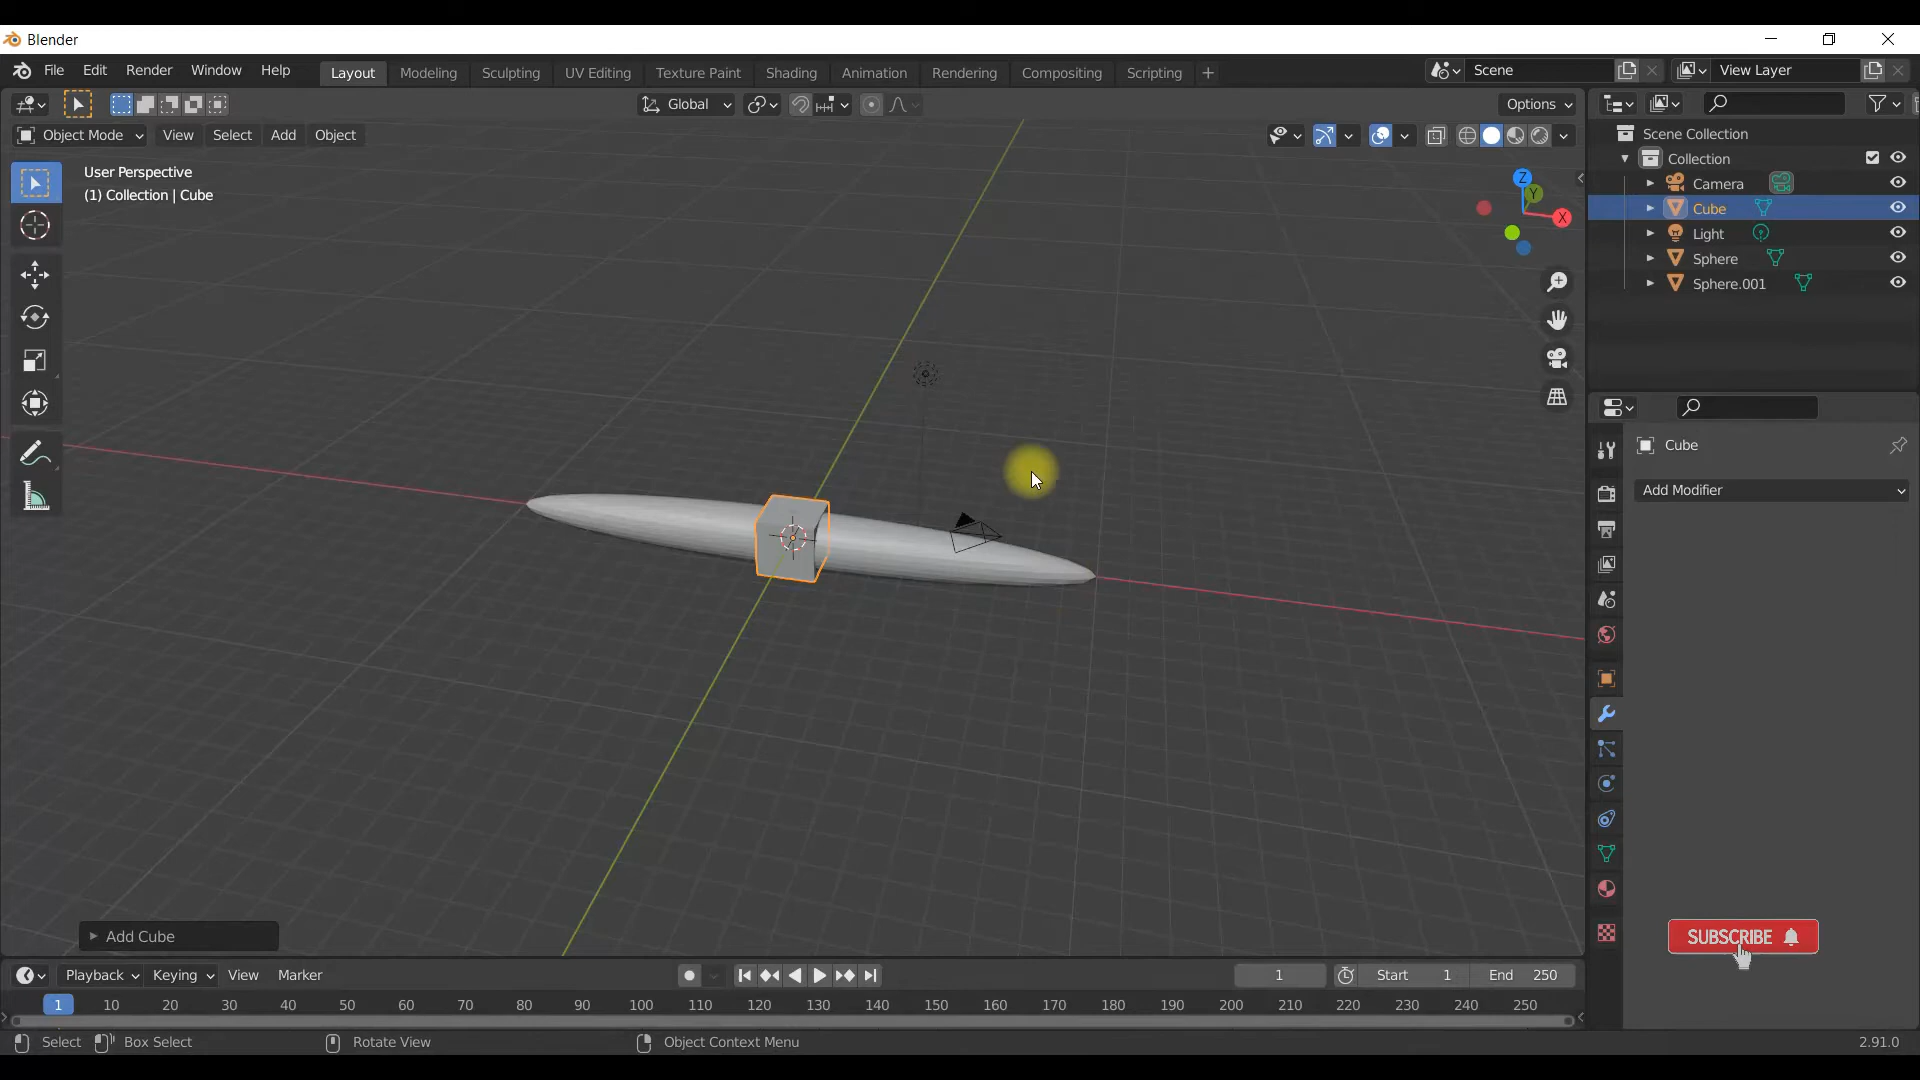 Blender
File Edit Render Window Help Layout Modeling Sculpting UV Editing Texture Paint Shading Animation Rendering Compositing Scripting + Scene View Layer
Global Options
Object Mode View Select Add Object
User Perspective
(1) Collection | Cube
Z
Y
X
Scene Collection
Collection
Camera
Cube
Light
Sphere
Sphere.001
Cube
Add Modifier
SUBSCRIBE
Add Cube
Playback Keying View Marker 1 Start 1 End 250
1 10 20 30 40 50 60 70 80 90 100 110 120 130 140 150 160 170 180 190 200 210 220 230 240 250
Select Box Select Rotate View Object Context Menu 2.91.0